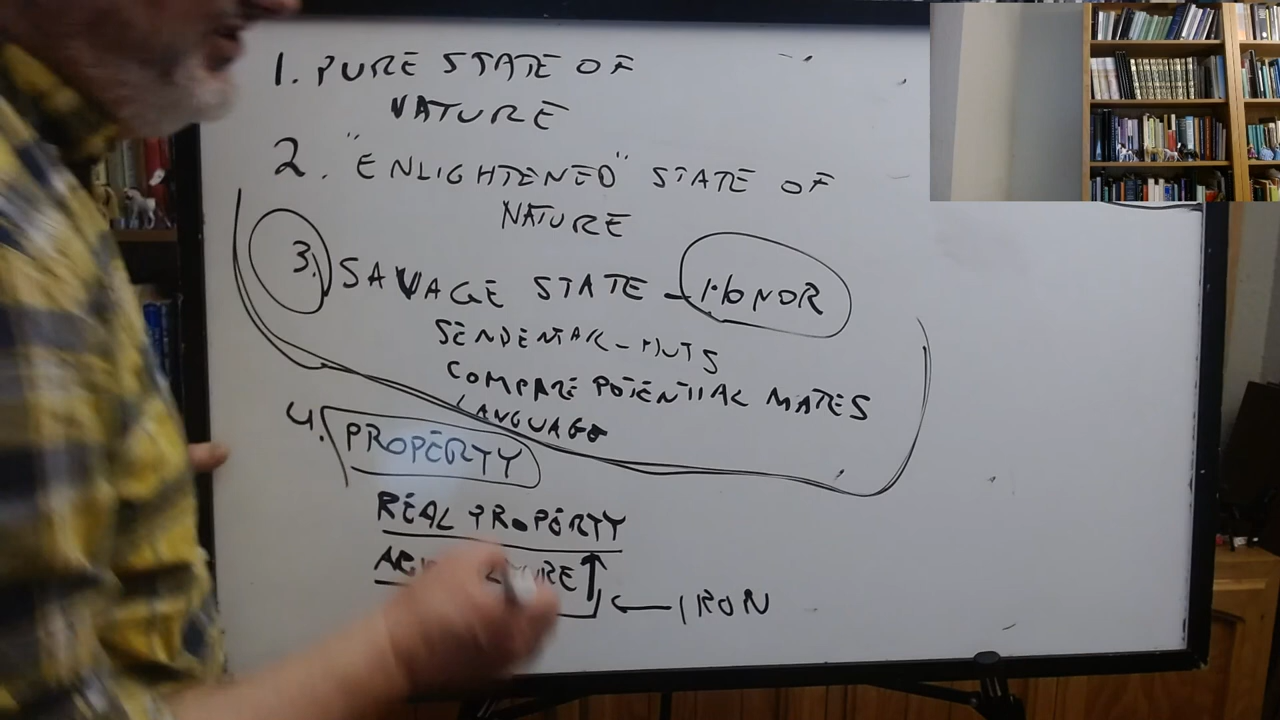 1. PURE STATE OF
NATURE
2. "ENLIGHTENED" STATE OF
NATURE
3. SAVAGE STATE - HONOR
SENDENTAR - HUTS
COMPARE POTENTIAL MATES
LANGUAGE
4. PROPERTY
REAL PROPERTY
IRON